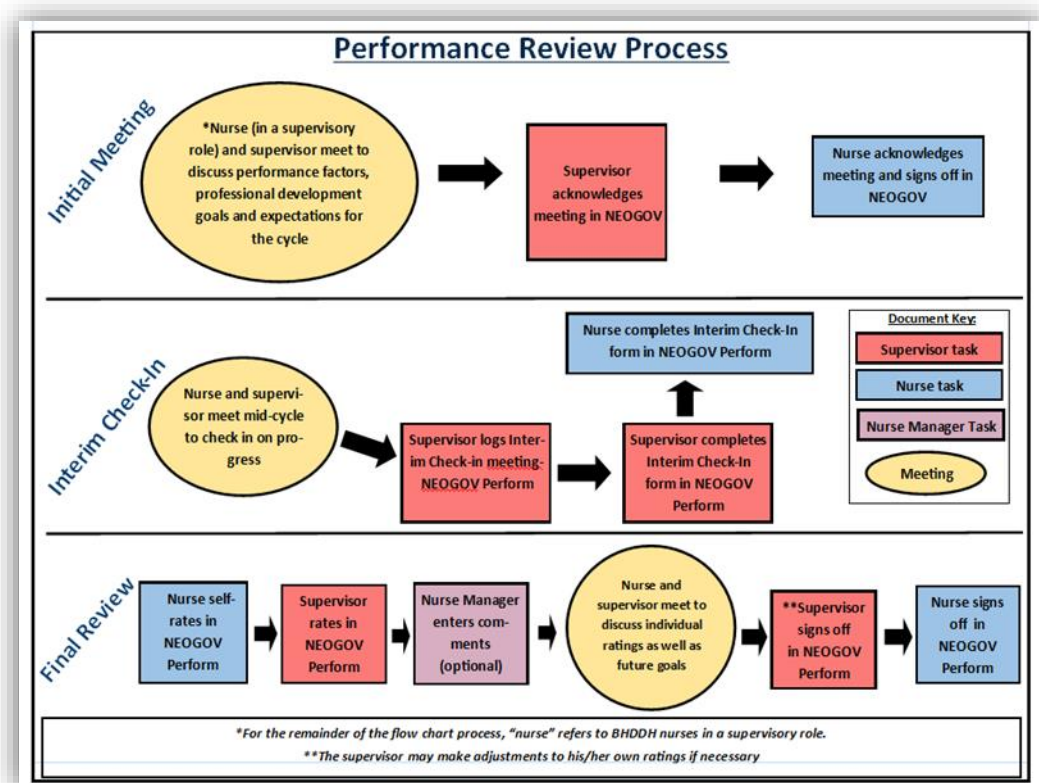 Performance Review Process
Initial Meeting
*Nurse (in a supervisory
role) and supervisor meet to
discuss performance factors,
professional development
goals and expectations for
the cycle
Supervisor
acknowledges
meeting in NEOGOV
Nurse acknowledges
meeting and signs off in
NEOGOV
Interim Check-In
Nurse and supervi-
sor meet mid-cycle
to check in on pro-
gress
Supervisor logs Inter-
im Check-in meeting-
NEOGOV Perform
Supervisor completes
Interim Check-In
form in NEOGOV
Perform
Nurse completes Interim Check-In
form in NEOGOV Perform
Document Key:
Supervisor task
Nurse task
Nurse Manager Task
Meeting
Final Review
Nurse self-
rates in
NEOGOV
Perform
Supervisor
rates in
NEOGOV
Perform
Nurse Manager
enters com-
ments
(optional)
Nurse and
supervisor meet to
discuss individual
ratings as well as
future goals
**Supervisor
signs off
in NEOGOV
Perform
Nurse signs
off in
NEOGOV
Perform
*For the remainder of the flow chart process, “nurse” refers to BHDDH nurses in a supervisory role.
**The supervisor may make adjustments to his/her own ratings if necessary